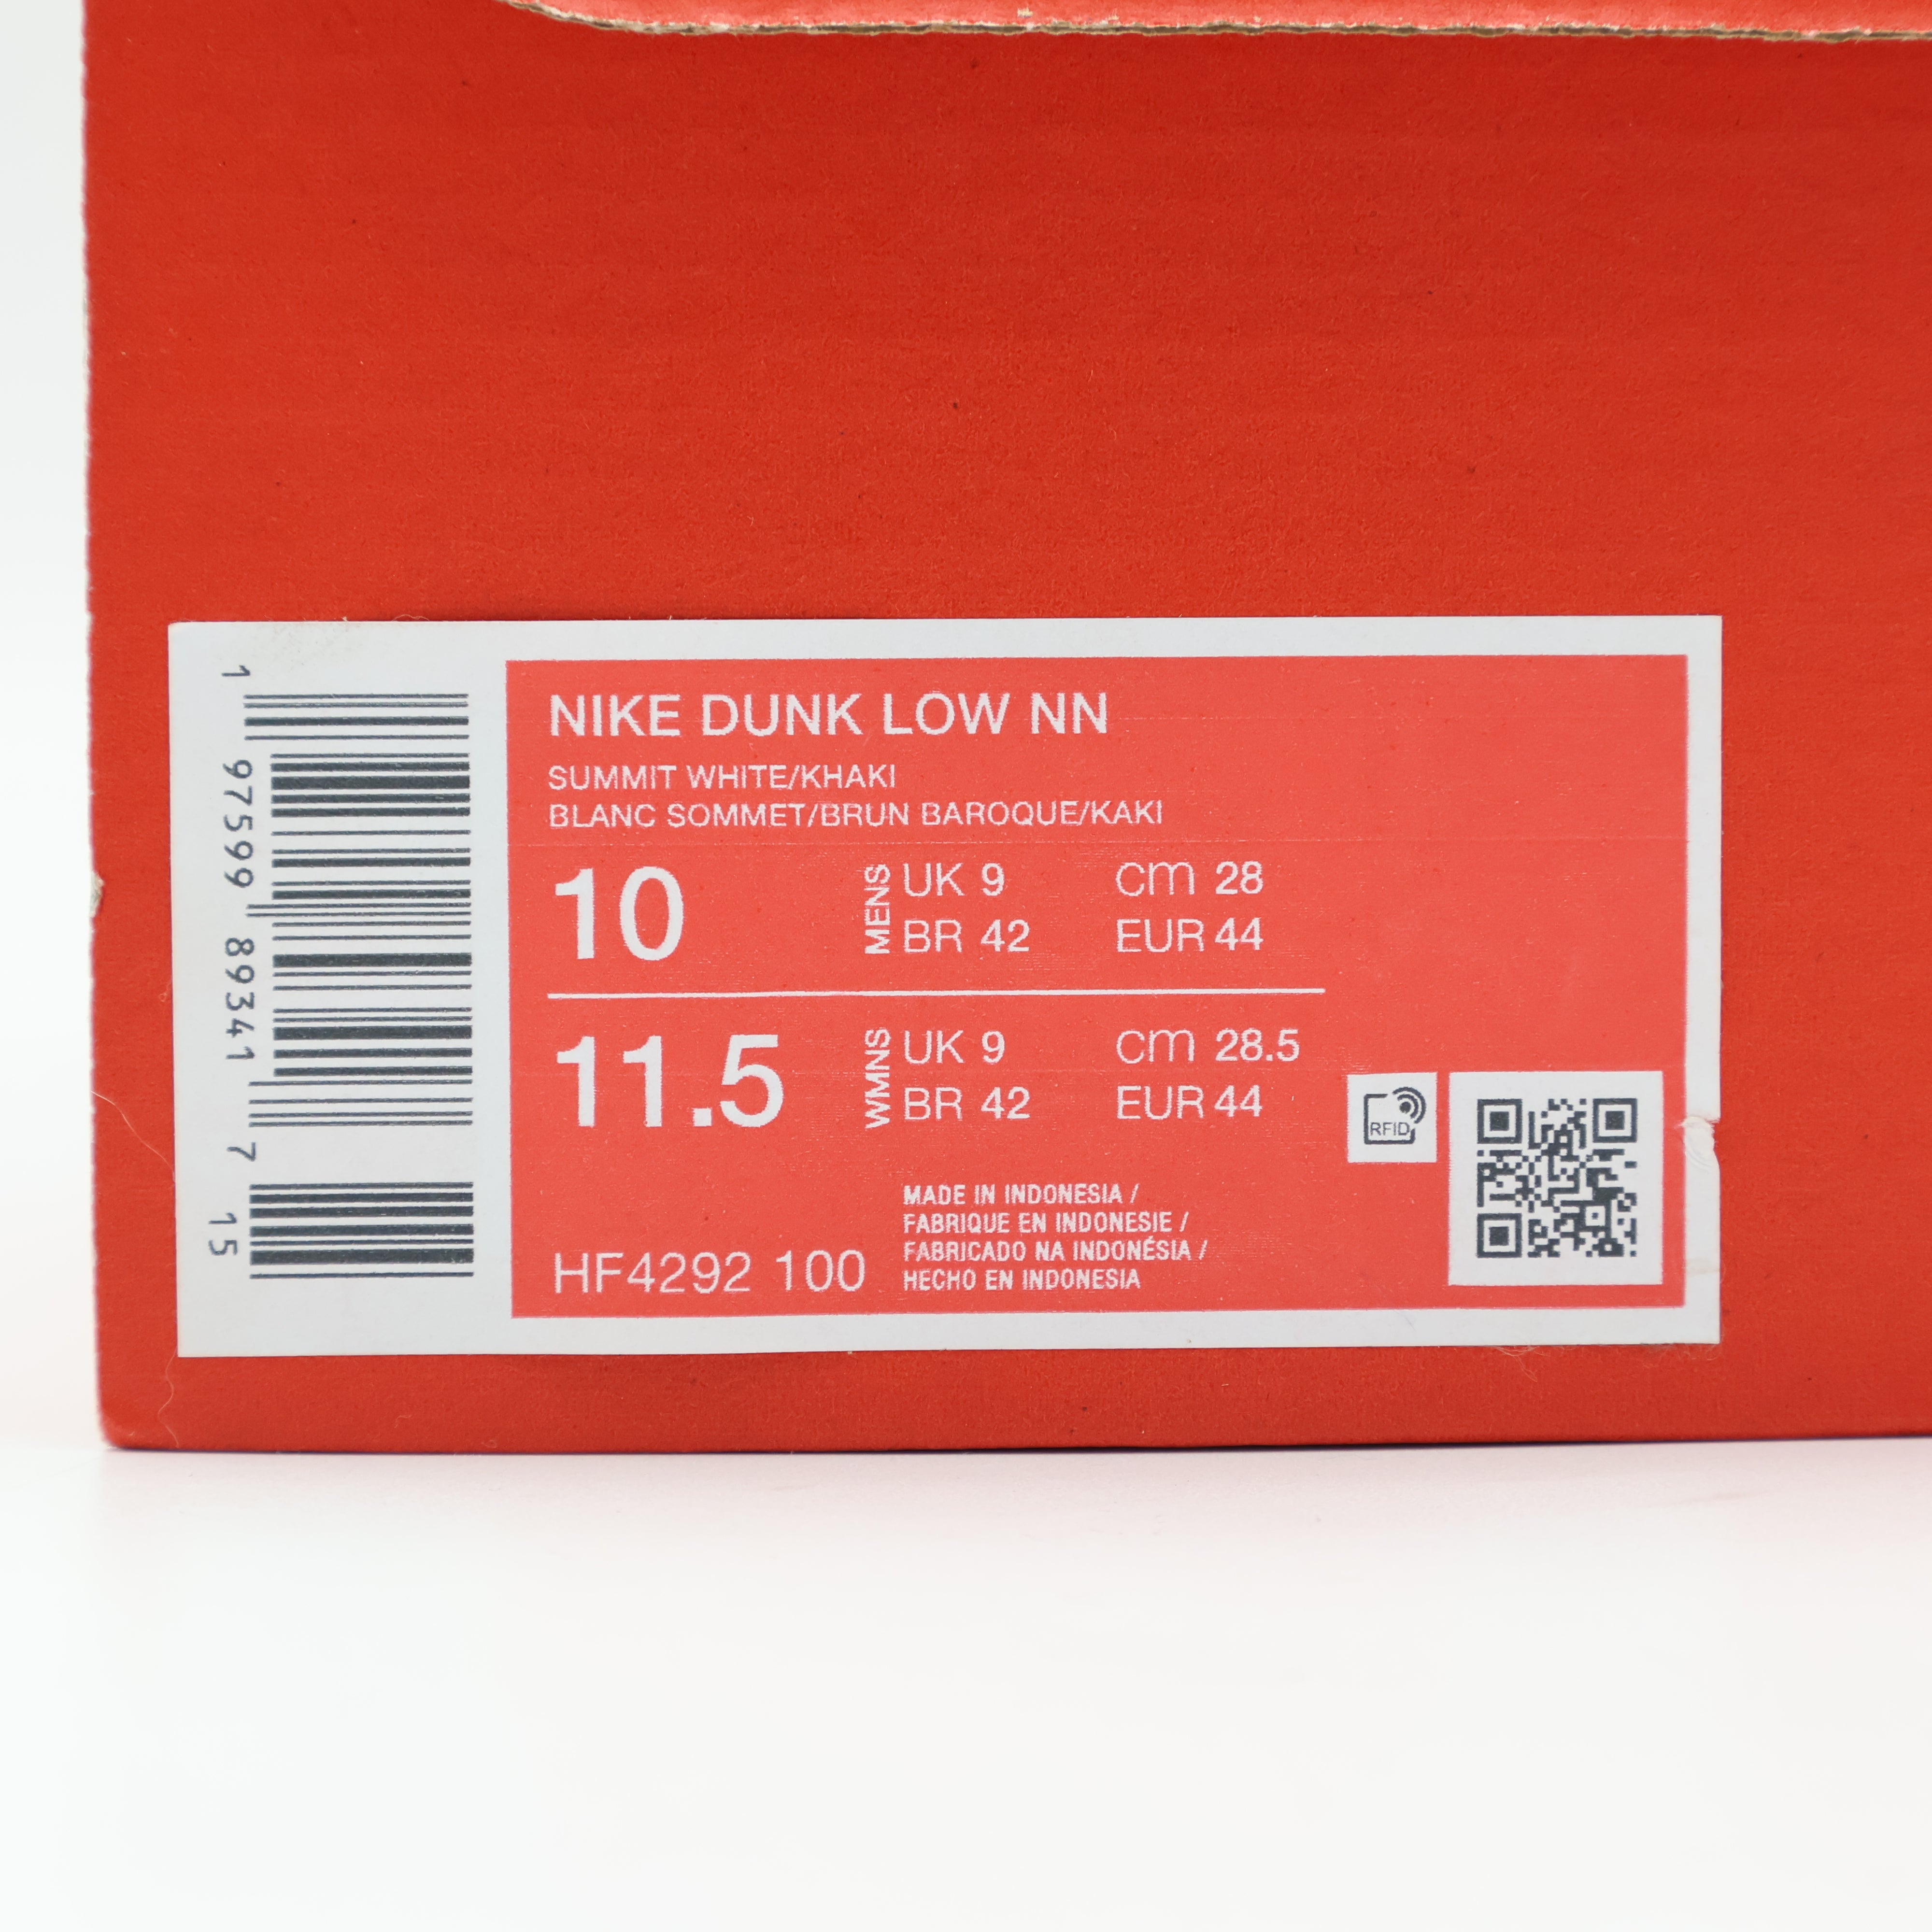 1 97599 89341 7 15
NIKE DUNK LOW NN
SUMMIT WHITE/KHAKI
BLANC SOMMET/BRUN BAROQUE/KAKI
10 MENS UK 9 cm 28
BR 42 EUR 44
11.5 WMNS UK 9 cm 28.5
BR 42 EUR 44
RFID
HF4292 100
MADE IN INDONESIA /
FABRIQUE EN INDONESIE /
FABRICADO NA INDONÉSIA /
HECHO EN INDONESIA